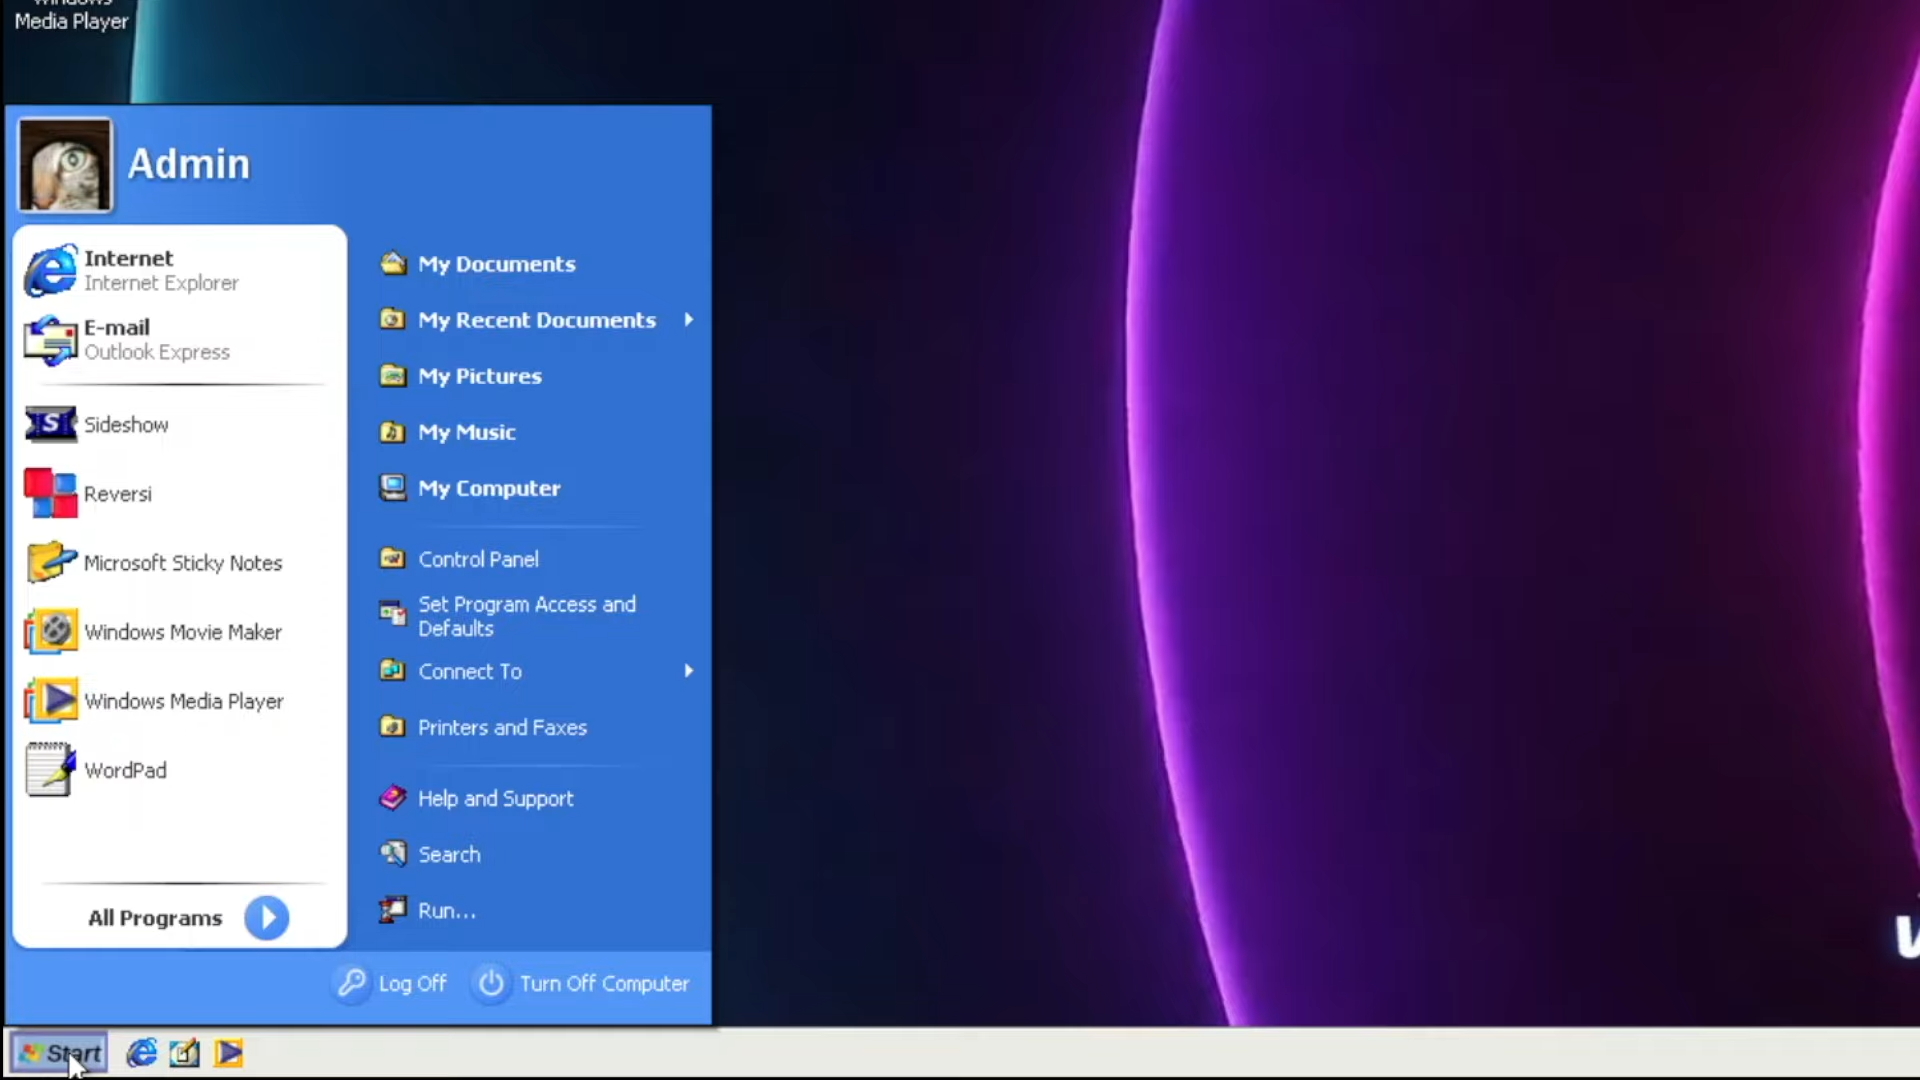 Media Player
Admin
Internet
Internet Explorer
E-mail
Outlook Express
Sideshow
Reversi
Microsoft Sticky Notes
Windows Movie Maker
Windows Media Player
WordPad
All Programs
My Documents
My Recent Documents
My Pictures
My Music
My Computer
Control Panel
Set Program Access and
Defaults
Connect To
Printers and Faxes
Help and Support
Search
Run...
Log Off
Turn Off Computer
Start